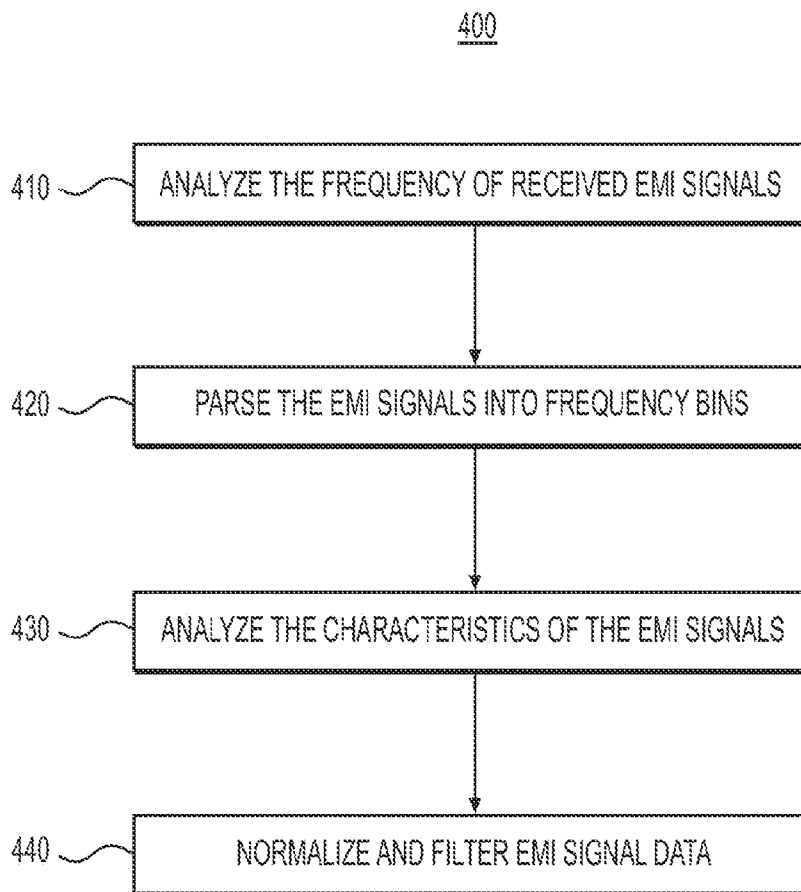 400
410 ANALYZE THE FREQUENCY OF RECEIVED EMI SIGNALS
420 PARSE THE EMI SIGNALS INTO FREQUENCY BINS
430 ANALYZE THE CHARACTERISTICS OF THE EMI SIGNALS
440 NORMALIZE AND FILTER EMI SIGNAL DATA